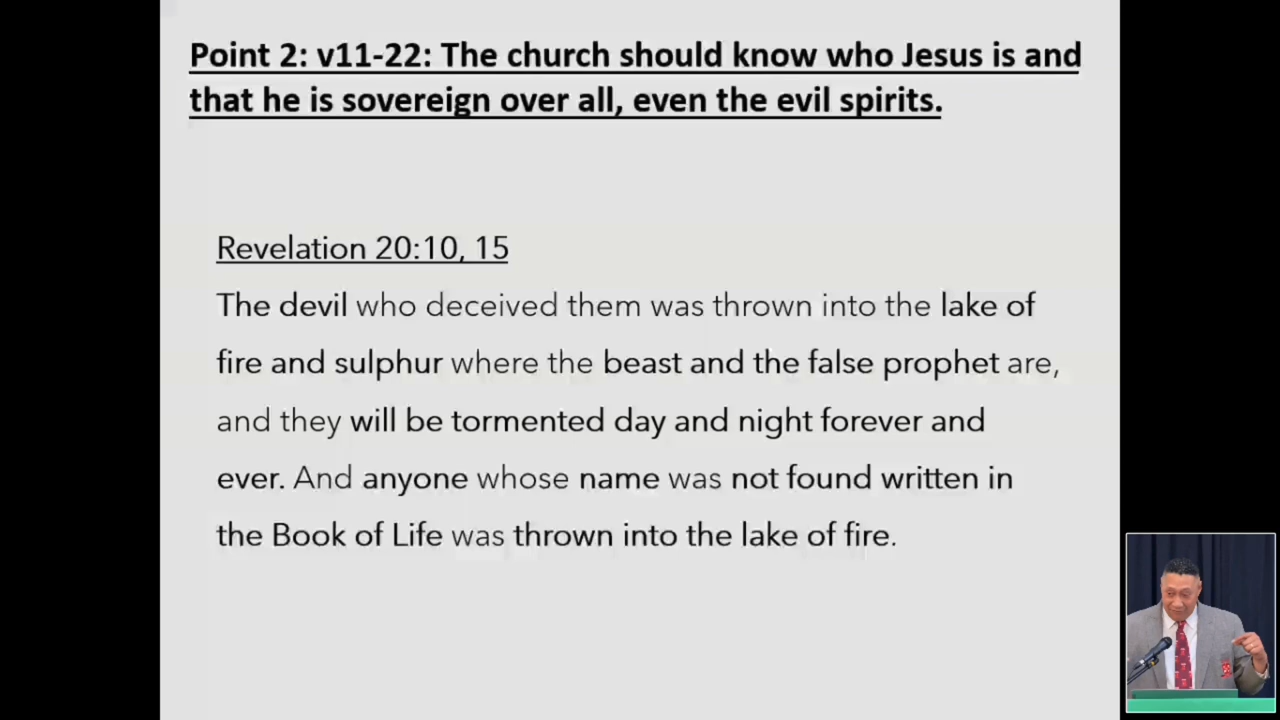 Point 2: v11-22: The church should know who Jesus is and
that he is sovereign over all, even the evil spirits.
Revelation 20:10, 15
The devil who deceived them was thrown into the lake of
fire and sulphur where the beast and the false prophet are,
and they will be tormented day and night forever and
ever. And anyone whose name was not found written in
the Book of Life was thrown into the lake of fire.